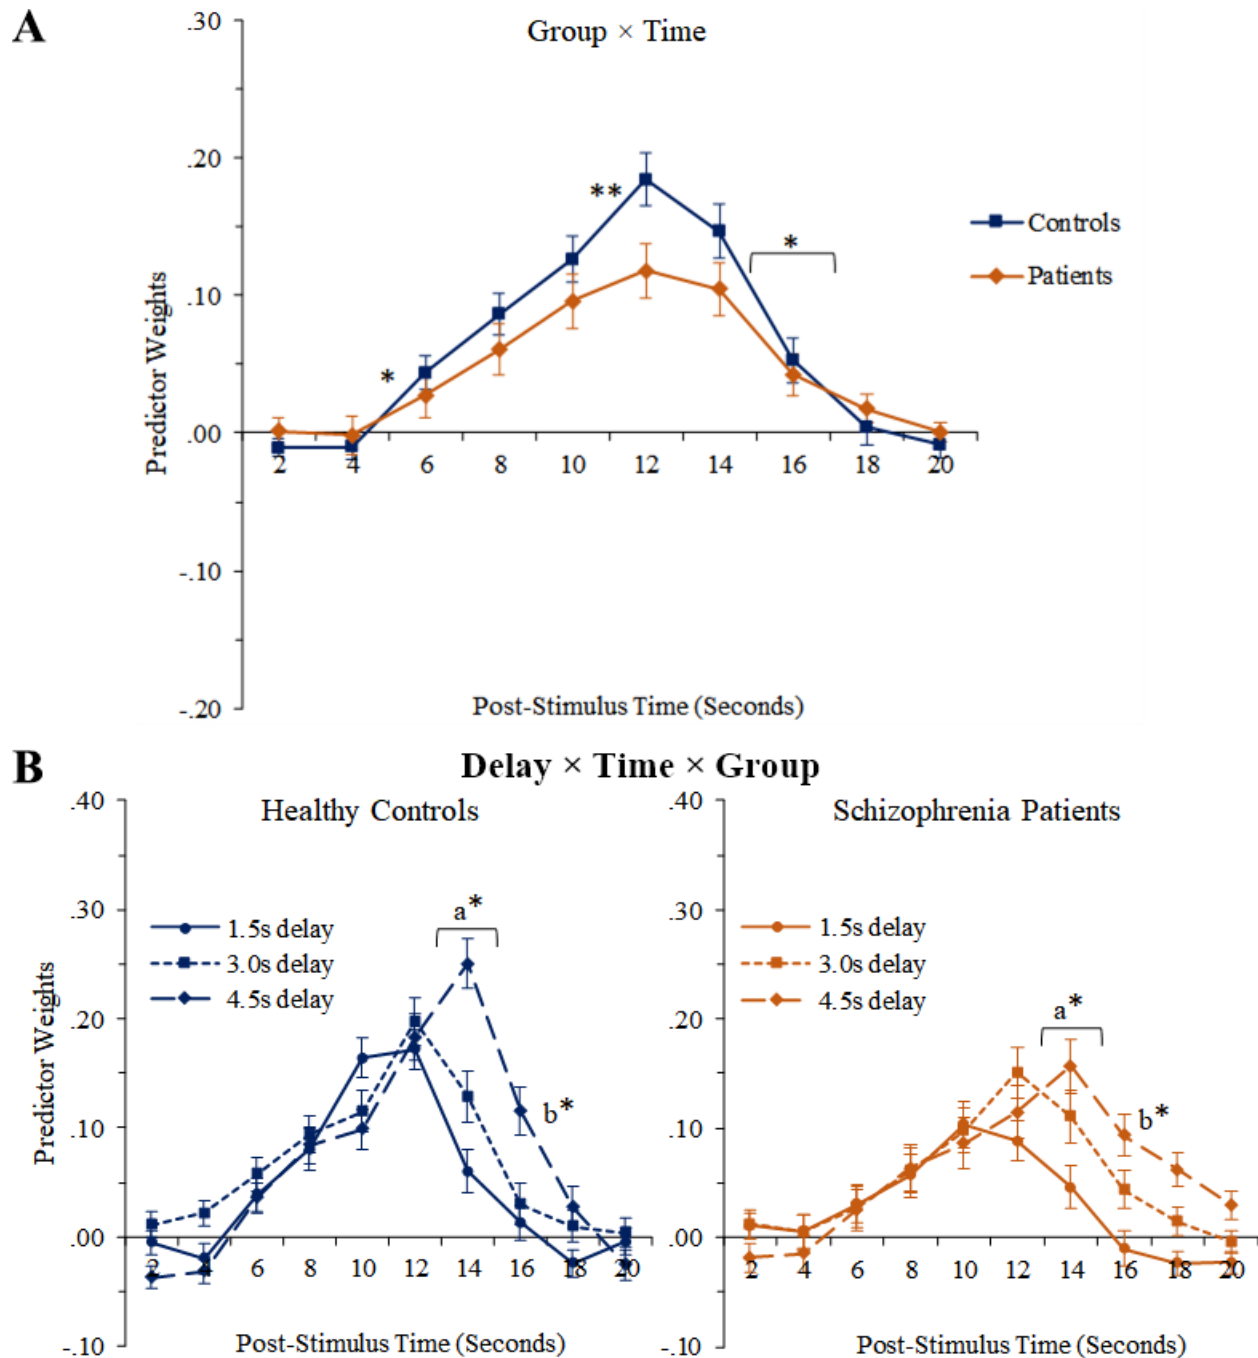 A
Group × Time
.30
.20
.10
.00
-.10
-.20
Predictor Weights
**
*
*
Controls
Patients
2 4 6 8 10 12 14 16 18 20
Post-Stimulus Time (Seconds)
B
Delay × Time × Group
Healthy Controls
.40
.30
.20
.10
.00
-.10
Predictor Weights
1.5s delay
3.0s delay
4.5s delay
a*
b*
2 4 6 8 10 12 14 16 18 20
Post-Stimulus Time (Seconds)
Schizophrenia Patients
.40
.30
.20
.10
.00
-.10
1.5s delay
3.0s delay
4.5s delay
a*
b*
2 4 6 8 10 12 14 16 18 20
Post-Stimulus Time (Seconds)